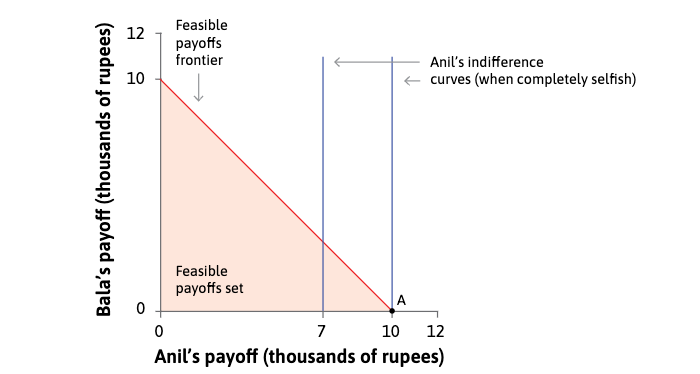 Bala’s payoff (thousands of rupees)
12
10
0
Feasible
payoffs
frontier
Anil’s indifference
curves (when completely selfish)
Feasible
payoffs set
A
0 7 10 12
Anil’s payoff (thousands of rupees)